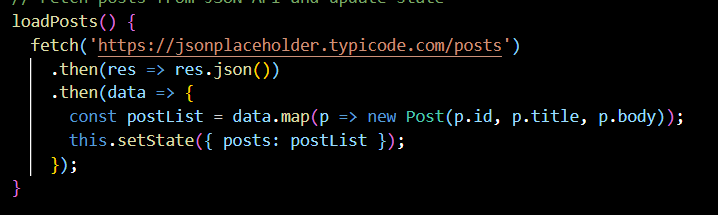 // Fetch posts from JSON API and update state
loadPosts() {
  fetch('https://jsonplaceholder.typicode.com/posts')
    .then(res => res.json())
    .then(data => {
      const postList = data.map(p => new Post(p.id, p.title, p.body));
      this.setState({ posts: postList });
    });
}